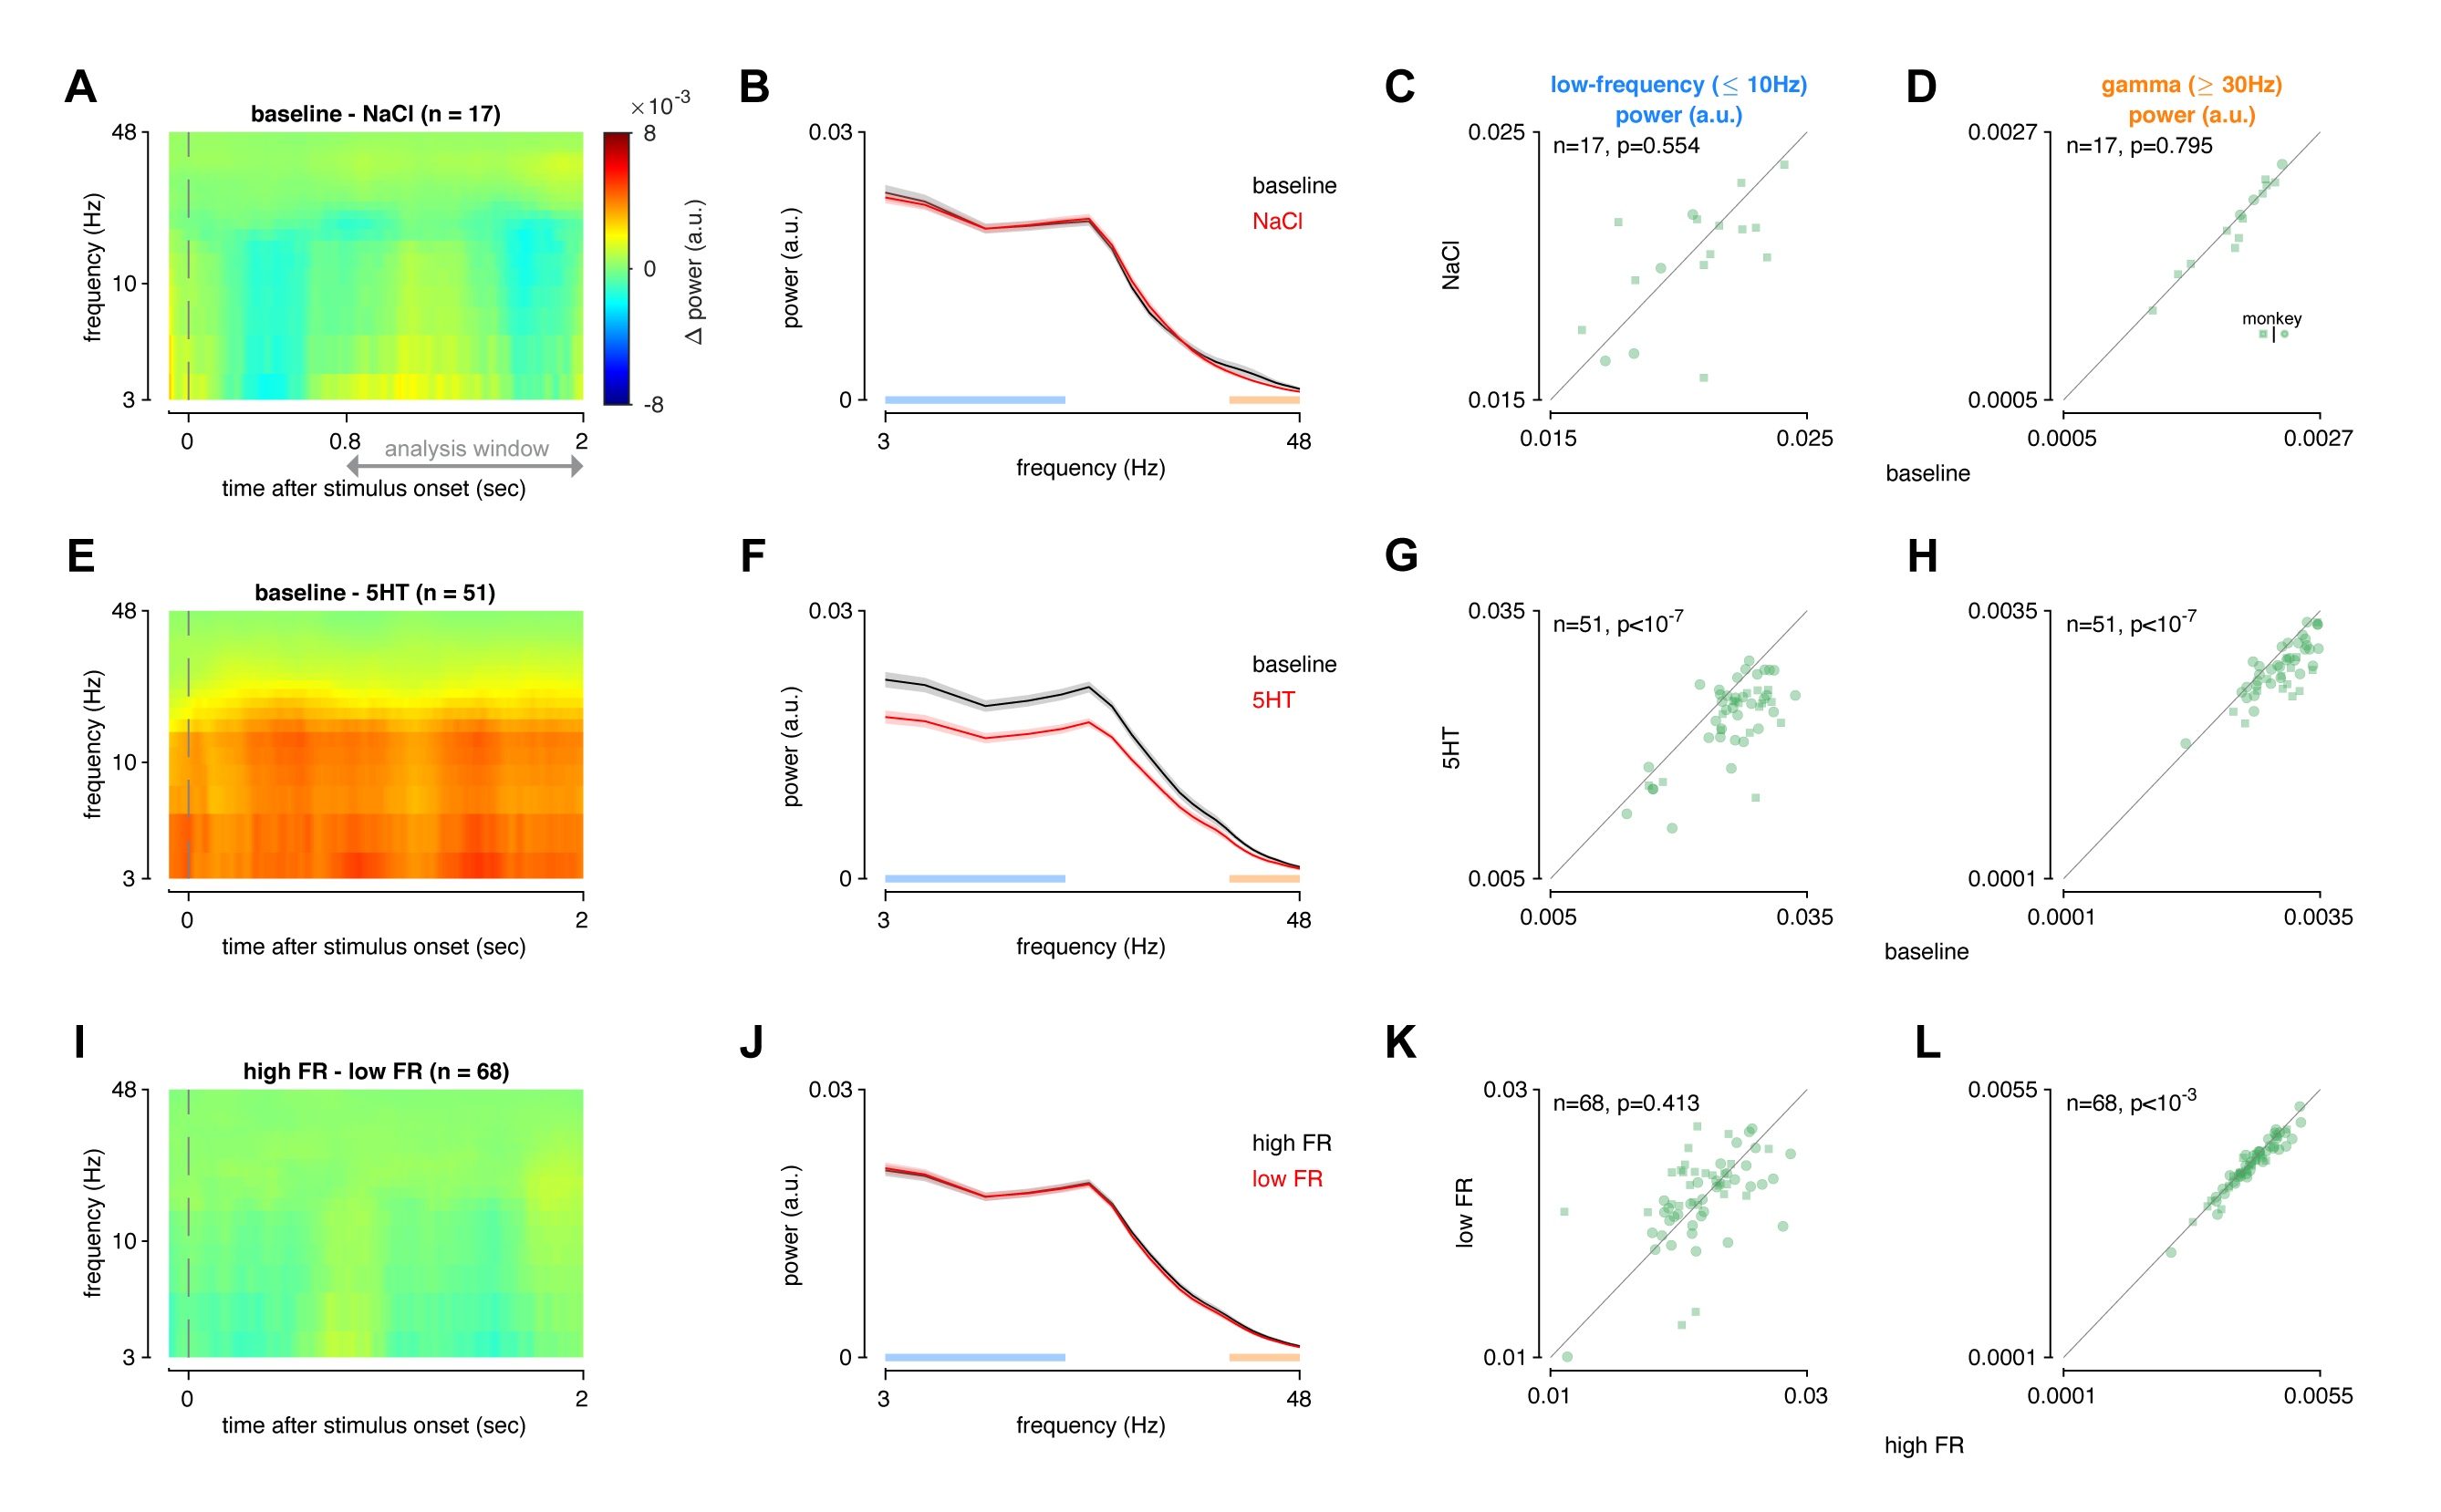 A
baseline - NaCl (n = 17)
×10-3
48
10
3
frequency (Hz)
8
0
-8
Δ power (a.u.)
0
0.8
2
analysis window
time after stimulus onset (sec)
B
0.03
0
power (a.u.)
baseline
NaCl
3
48
frequency (Hz)
C
low-frequency (≤ 10Hz)
power (a.u.)
0.025
n=17, p=0.554
NaCl
0.015
0.015
0.025
D
gamma (≥ 30Hz)
power (a.u.)
0.0027
n=17, p=0.795
monkey
0.0005
0.0005
0.0027
baseline
E
baseline - 5HT (n = 51)
48
10
3
frequency (Hz)
0
2
time after stimulus onset (sec)
F
0.03
0
power (a.u.)
baseline
5HT
3
48
frequency (Hz)
G
0.035
n=51, p<10-7
5HT
0.005
0.005
0.035
H
0.0035
n=51, p<10-7
0.0001
0.0001
0.0035
baseline
I
high FR - low FR (n = 68)
48
10
3
frequency (Hz)
0
2
time after stimulus onset (sec)
J
0.03
0
power (a.u.)
high FR
low FR
3
48
frequency (Hz)
K
0.03
n=68, p=0.413
low FR
0.01
0.01
0.03
L
0.0055
n=68, p<10-3
0.0001
0.0001
0.0055
high FR